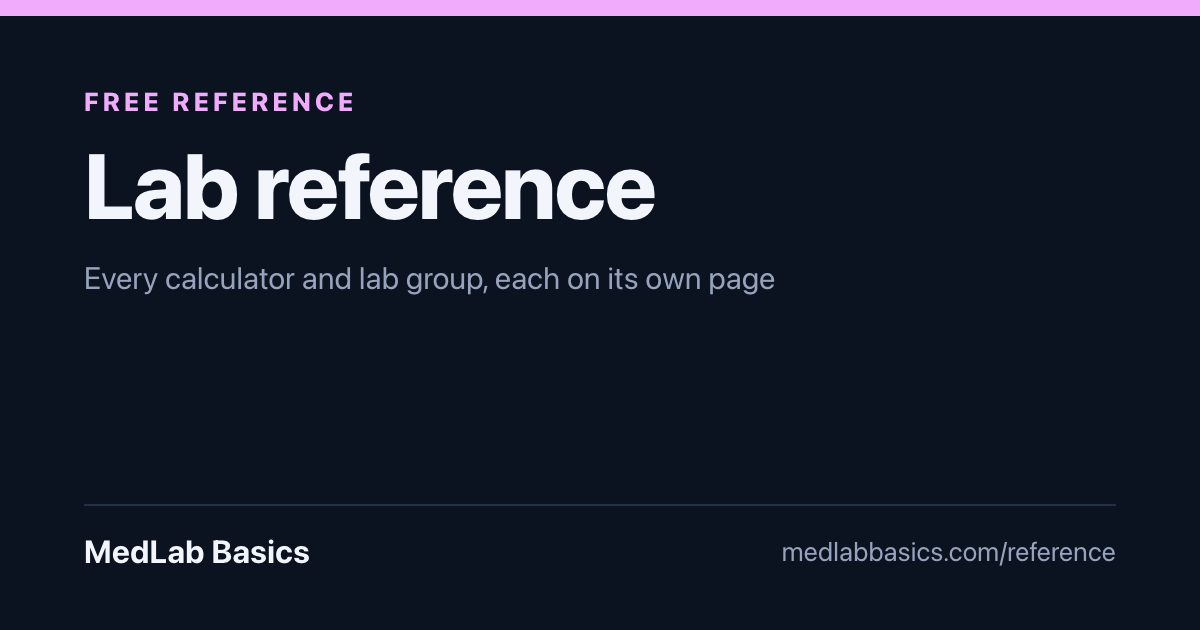 FREE REFERENCE
Lab reference
Every calculator and lab group, each on its own page
MedLab Basics
medlabbasics.com/reference